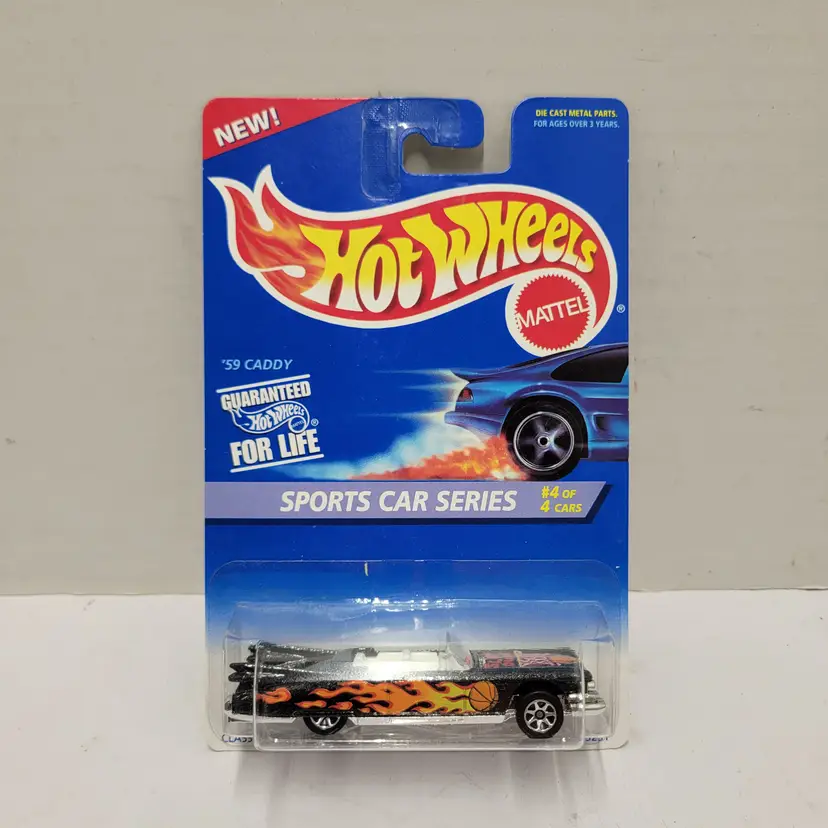 NEW!
DIE CAST METAL PARTS.
FOR AGES OVER 3 YEARS.
HOT WHEELS
MATTEL
®
'59 CADDY
GUARANTEED
HOT WHEELS ®
FOR LIFE
SPORTS CAR SERIES
#4 OF
4 CARS